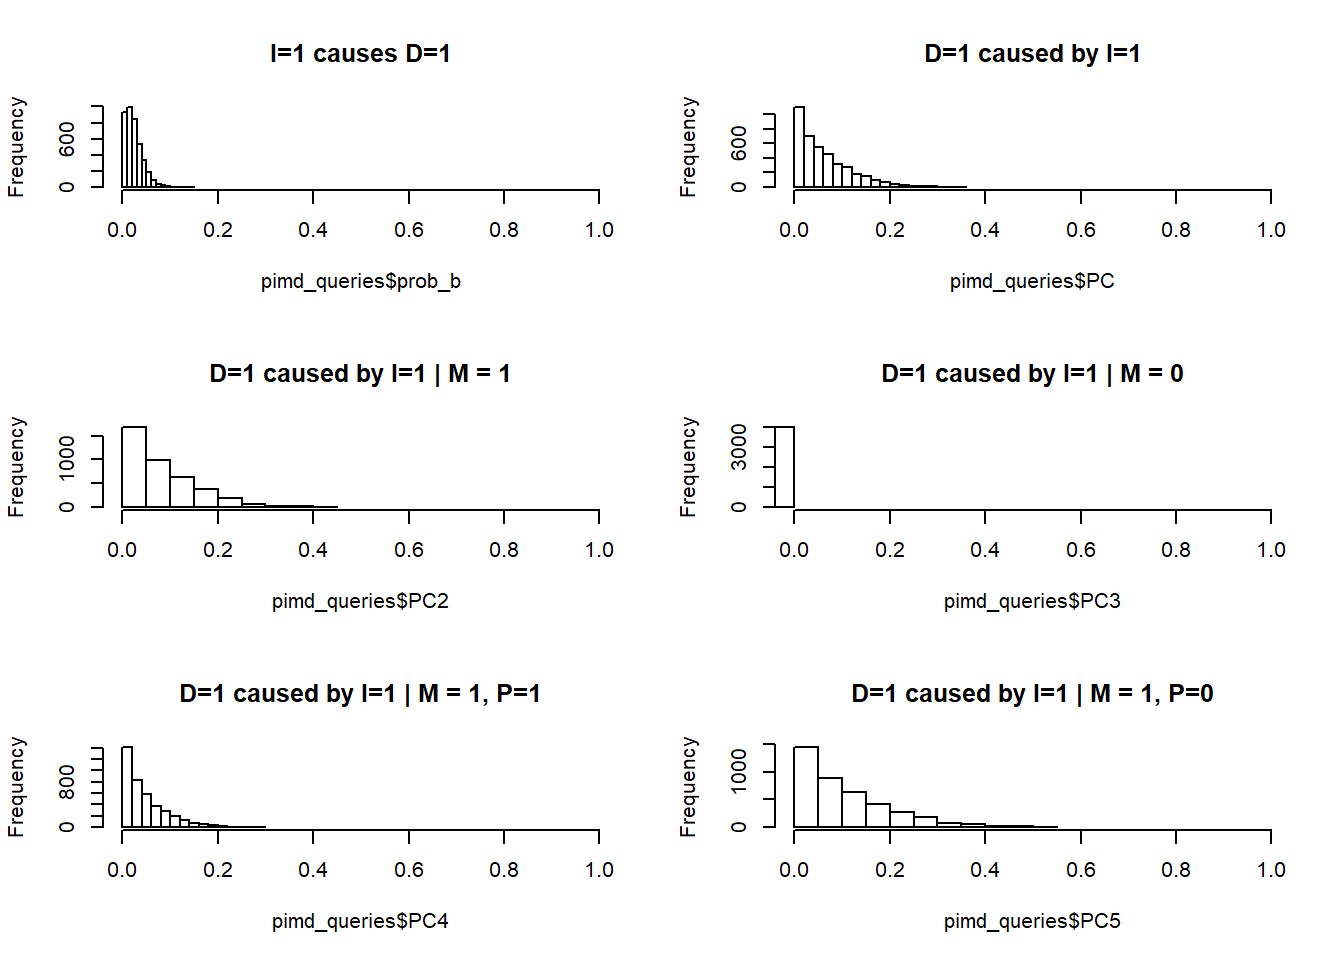 I=1 causes D=1
Frequency
600
0
0.0 0.2 0.4 0.6 0.8 1.0
pimd_queries$prob_b
D=1 caused by I=1
Frequency
600
0
0.0 0.2 0.4 0.6 0.8 1.0
pimd_queries$PC
D=1 caused by I=1 | M = 1
Frequency
1000
0
0.0 0.2 0.4 0.6 0.8 1.0
pimd_queries$PC2
D=1 caused by I=1 | M = 0
Frequency
3000
0
0.0 0.2 0.4 0.6 0.8 1.0
pimd_queries$PC3
D=1 caused by I=1 | M = 1, P=1
Frequency
800
0
0.0 0.2 0.4 0.6 0.8 1.0
pimd_queries$PC4
D=1 caused by I=1 | M = 1, P=0
Frequency
1000
0
0.0 0.2 0.4 0.6 0.8 1.0
pimd_queries$PC5